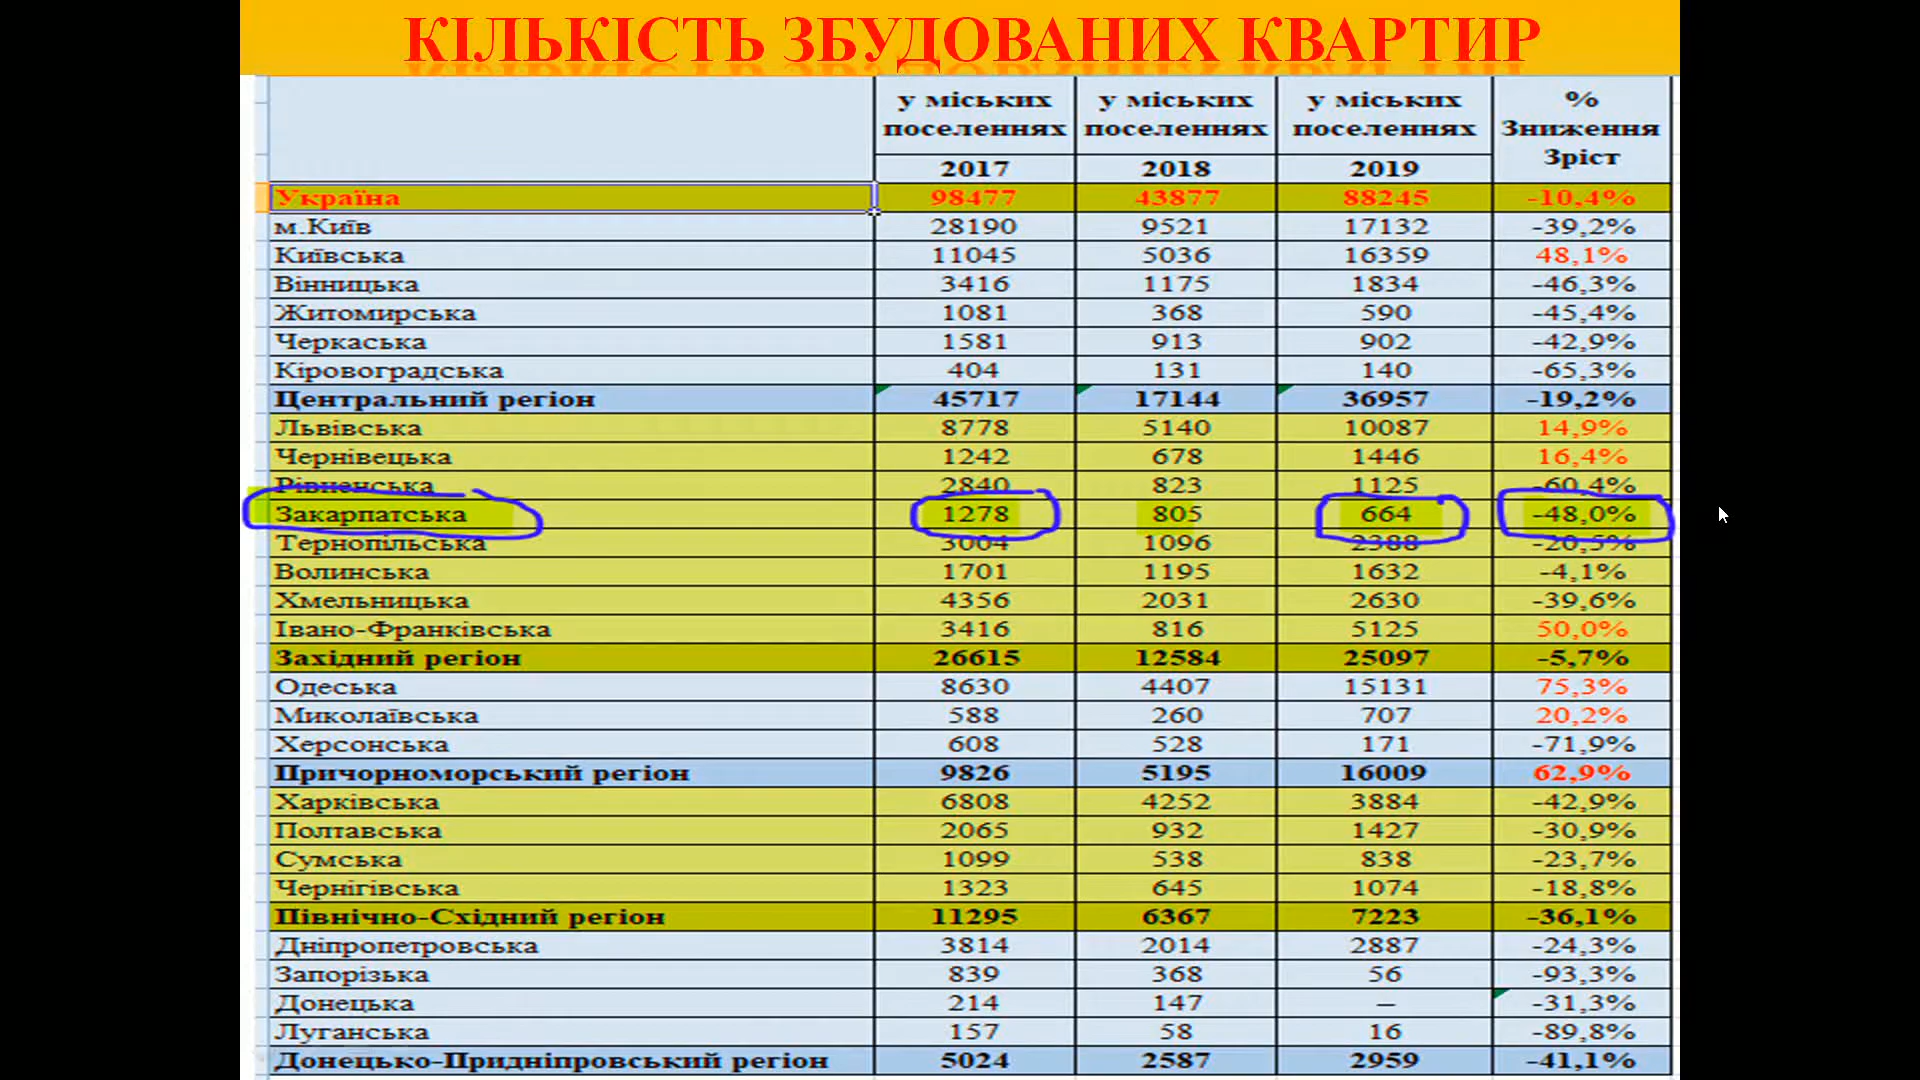 КІЛЬКІСТЬ ЗБУДОВАНИХ КВАРТИР
у міських поселеннях у міських поселеннях у міських поселеннях % Зниження Зріст
2017 2018 2019
Україна 98477 43877 88245 -10,4%
м.Київ 28190 9521 17132 -39,2%
Київська 11045 5036 16359 48,1%
Вінницька 3416 1175 1834 -46,3%
Житомирська 1081 368 590 -45,4%
Черкаська 1581 913 902 -42,9%
Кіровоградська 404 131 140 -65,3%
Центральний регіон 45717 17144 36957 -19,2%
Львівська 8778 5140 10087 14,9%
Чернівецька 1242 678 1446 16,4%
Рівненська 2840 823 1125 -60,4%
Закарпатська 1278 805 664 -48,0%
Тернопільська 3004 1096 2388 -20,5%
Волинська 1701 1195 1632 -4,1%
Хмельницька 4356 2031 2630 -39,6%
Івано-Франківська 3416 816 5125 50,0%
Західний регіон 26615 12584 25097 -5,7%
Одеська 8630 4407 15131 75,3%
Миколаївська 588 260 707 20,2%
Херсонська 608 528 171 -71,9%
Причорноморський регіон 9826 5195 16009 62,9%
Харківська 6808 4252 3884 -42,9%
Полтавська 2065 932 1427 -30,9%
Сумська 1099 538 838 -23,7%
Чернігівська 1323 645 1074 -18,8%
Північно-Східний регіон 11295 6367 7223 -36,1%
Дніпропетровська 3814 2014 2887 -24,3%
Запорізька 839 368 56 -93,3%
Донецька 214 147 – -31,3%
Луганська 157 58 16 -89,8%
Донецько-Придніпровський регіон 5024 2587 2959 -41,1%